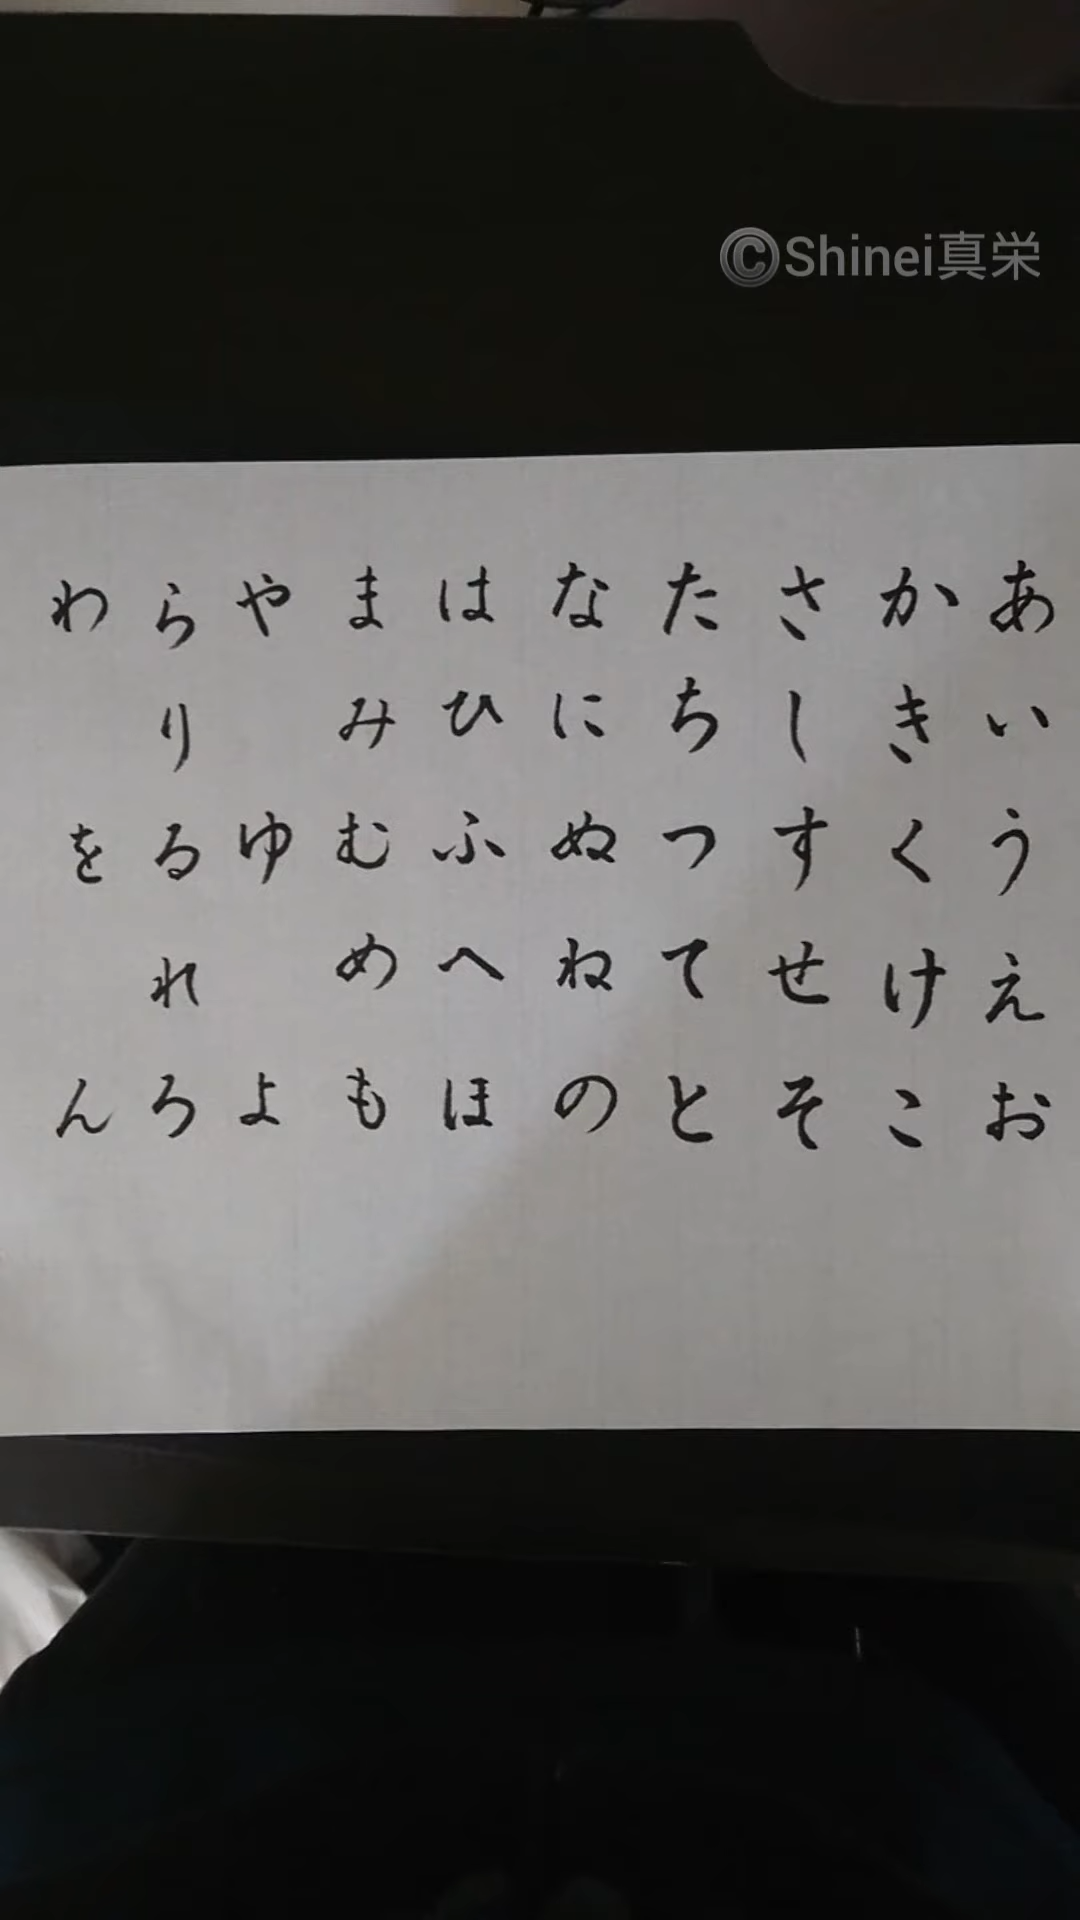 ©Shinei真栄
あいうえお
かきくけこ
さしすせそ
たちつてと
なにぬねの
はひふへほ
まみむめも
やゆよ
らりるれろ
わをん